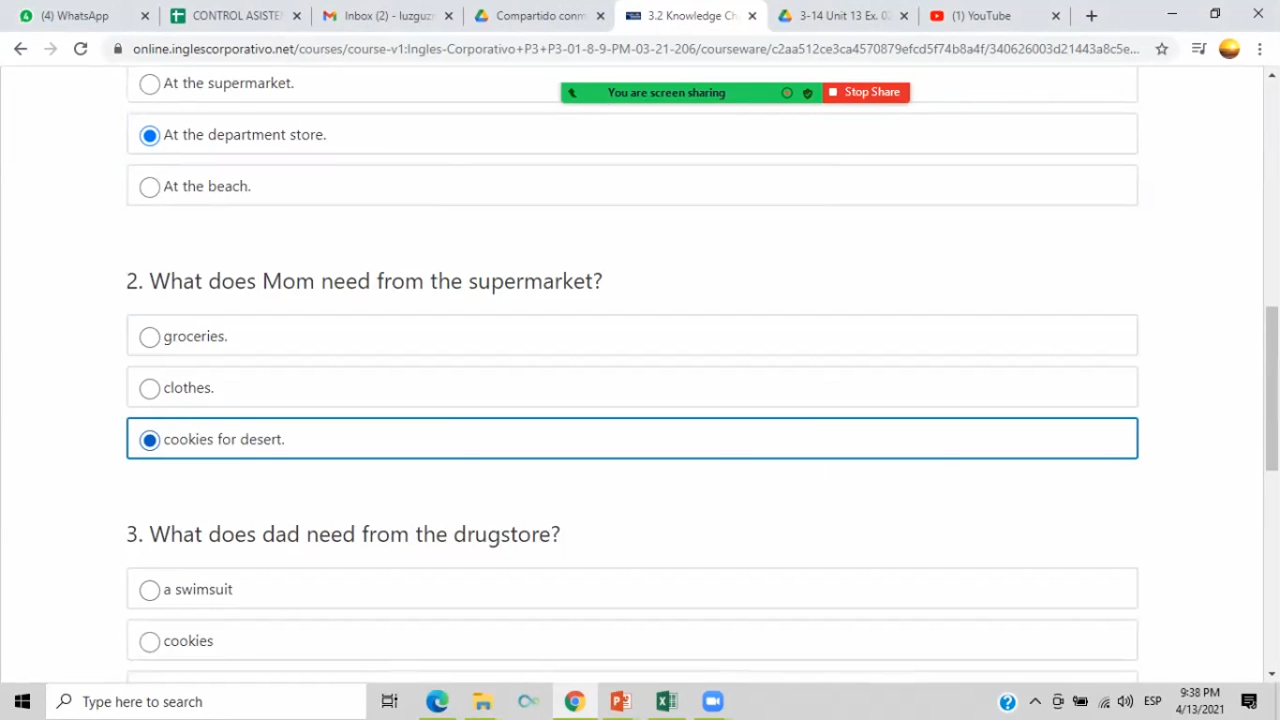 (4) WhatsApp
CONTROL ASISTE
Inbox (2) - luzguz
Compartido conm
3.2 Knowledge Ch
3-14 Unit 13 Ex. 02
(1) YouTube
online.inglescorporativo.net/courses/course-v1:Ingles-Corporativo+P3+P3-01-8-9-PM-03-21-206/courseware/c2aa512ce3ca4570879efcd5f74b8a4f/340626003d21443a8c5e...
At the supermarket.
You are screen sharing
Stop Share
At the department store.
At the beach.
2. What does Mom need from the supermarket?
groceries.
clothes.
cookies for desert.
3. What does dad need from the drugstore?
a swimsuit
cookies
Type here to search
ESP
9:38 PM
4/13/2021